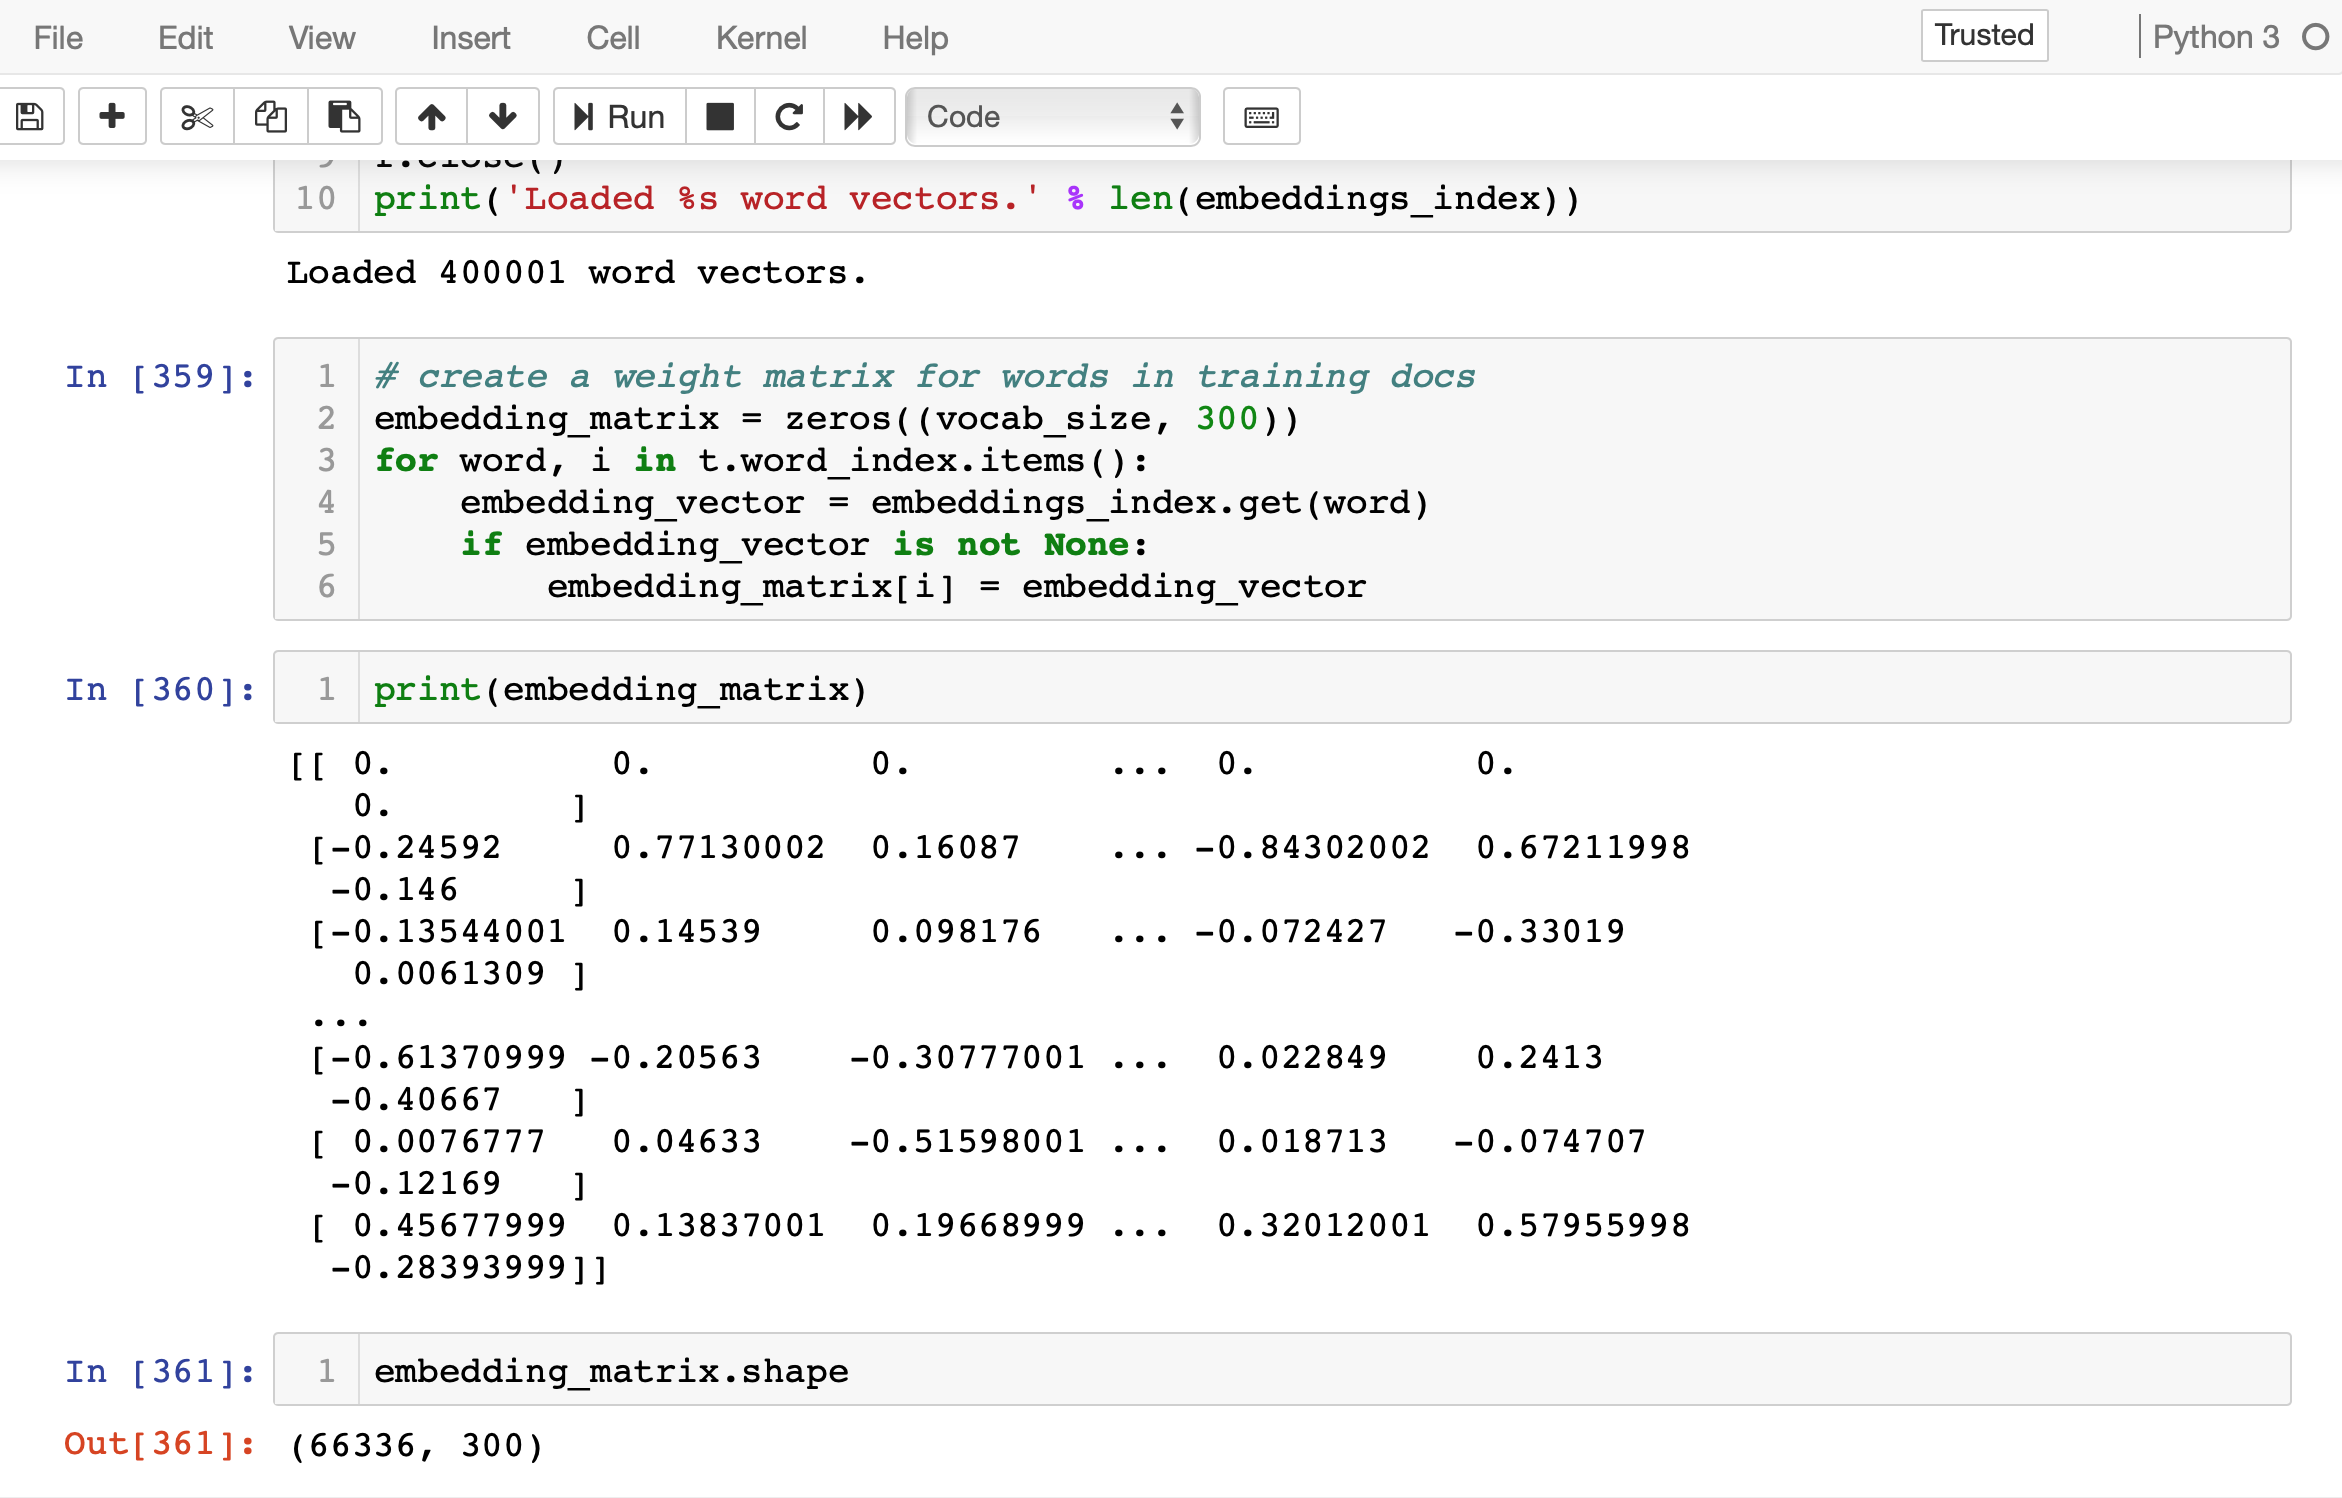 File Edit View Insert Cell Kernel Help Trusted Python 3
Run Code
10 print('Loaded %s word vectors.' % len(embeddings_index))
Loaded 400001 word vectors.
In [359]:
1 # create a weight matrix for words in training docs
2 embedding_matrix = zeros((vocab_size, 300))
3 for word, i in t.word_index.items():
4     embedding_vector = embeddings_index.get(word)
5     if embedding_vector is not None:
6         embedding_matrix[i] = embedding_vector
In [360]: 1 print(embedding_matrix)
[[ 0.          0.          0.         ...  0.          0.
   0.        ]
 [-0.24592     0.77130002  0.16087    ... -0.84302002  0.67211998
  -0.146     ]
 [-0.13544001  0.14539     0.098176   ... -0.072427   -0.33019
   0.0061309 ]
 ...
 [-0.61370999 -0.20563    -0.30777001 ...  0.022849    0.2413
  -0.40667   ]
 [ 0.0076777   0.04633    -0.51598001 ...  0.018713   -0.074707
  -0.12169   ]
 [ 0.45677999  0.13837001  0.19668999 ...  0.32012001  0.57955998
  -0.28393999]]
In [361]: 1 embedding_matrix.shape
Out[361]: (66336, 300)